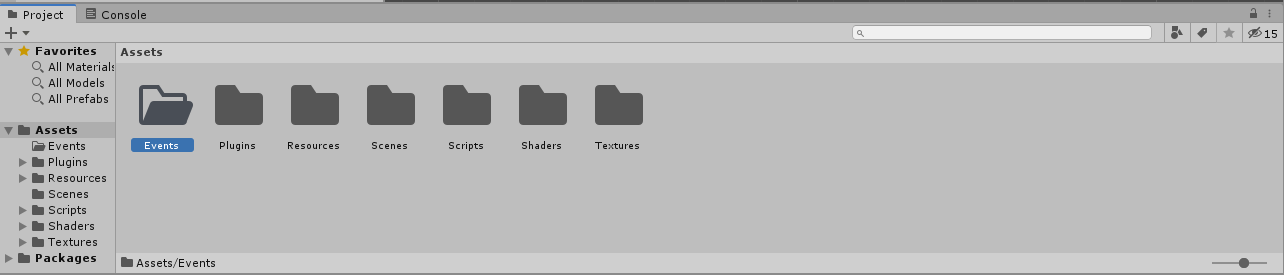 Project
Console
15
Favorites
All Materials
All Models
All Prefabs
Assets
Events
Plugins
Resources
Scenes
Scripts
Shaders
Textures
Packages
Assets
Events
Plugins
Resources
Scenes
Scripts
Shaders
Textures
Assets/Events